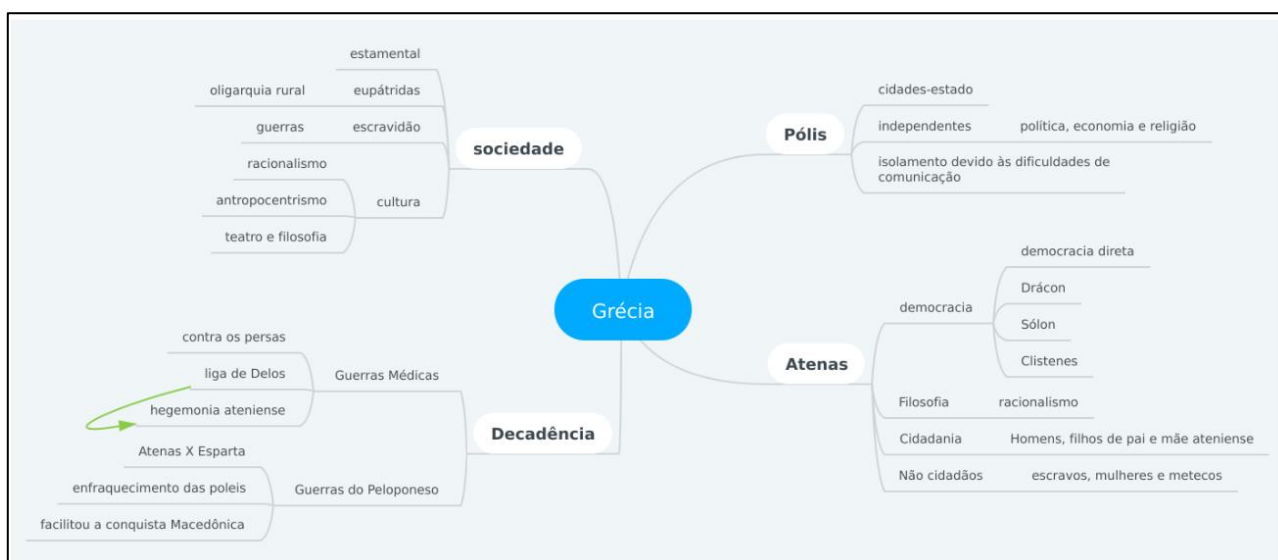 Grécia
sociedade
estamental
oligarquia rural eupátridas
guerras escravidão
racionalismo
antropocentrismo
teatro e filosofia
cultura
Pólis
cidades-estado
independentes política, economia e religião
isolamento devido às dificuldades de
comunicação
Atenas
democracia
democracia direta
Drácon
Sólon
Clistenes
Filosofia racionalismo
Cidadania Homens, filhos de pai e mãe ateniense
Não cidadãos escravos, mulheres e metecos
Decadência
Guerras Médicas
contra os persas
liga de Delos
hegemonia ateniense
Guerras do Peloponeso
Atenas X Esparta
enfraquecimento das poleis
facilitou a conquista Macedônica